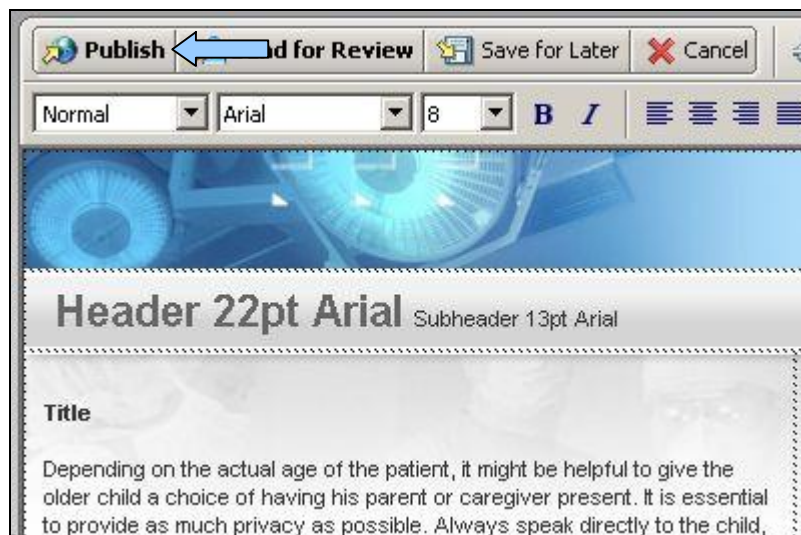 Publish nd for Review Save for Later Cancel
Normal Arial 8 B I
Header 22pt Arial Subheader 13pt Arial
Title
Depending on the actual age of the patient, it might be helpful to give the
older child a choice of having his parent or caregiver present. It is essential
to provide as much privacy as possible. Always speak directly to the child,